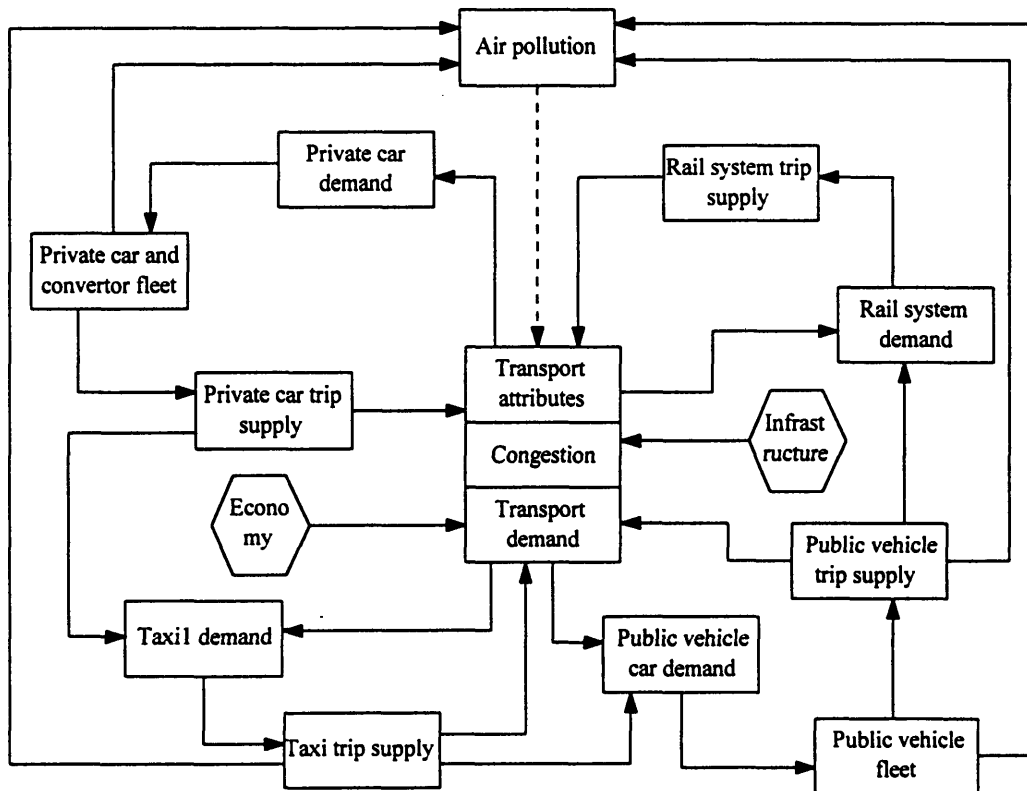 Air pollution
Private car
demand
Rail system trip
supply
Private car and
convertor fleet
Rail system
demand
Transport
attributes
Private car trip
supply
Infrast
ructure
Congestion
Econo
my
Transport
demand
Public vehicle
trip supply
Taxi1 demand
Public vehicle
car demand
Taxi trip supply
Public vehicle
fleet